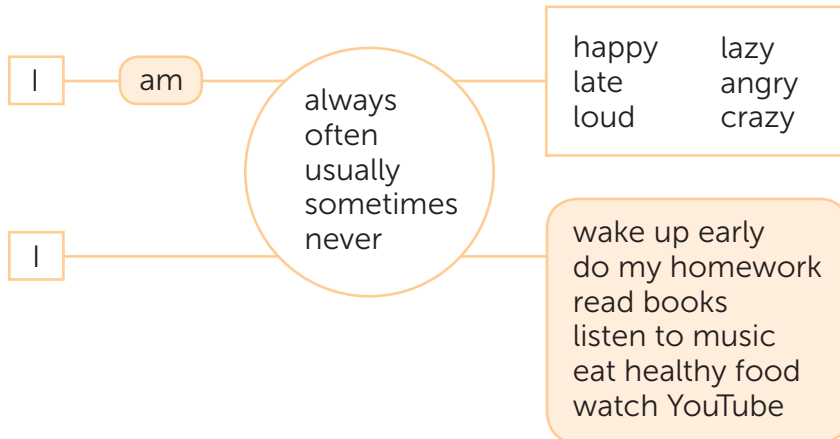 I am
always
often
usually
sometimes
never
happy lazy
late angry
loud crazy
I
wake up early
do my homework
read books
listen to music
eat healthy food
watch YouTube